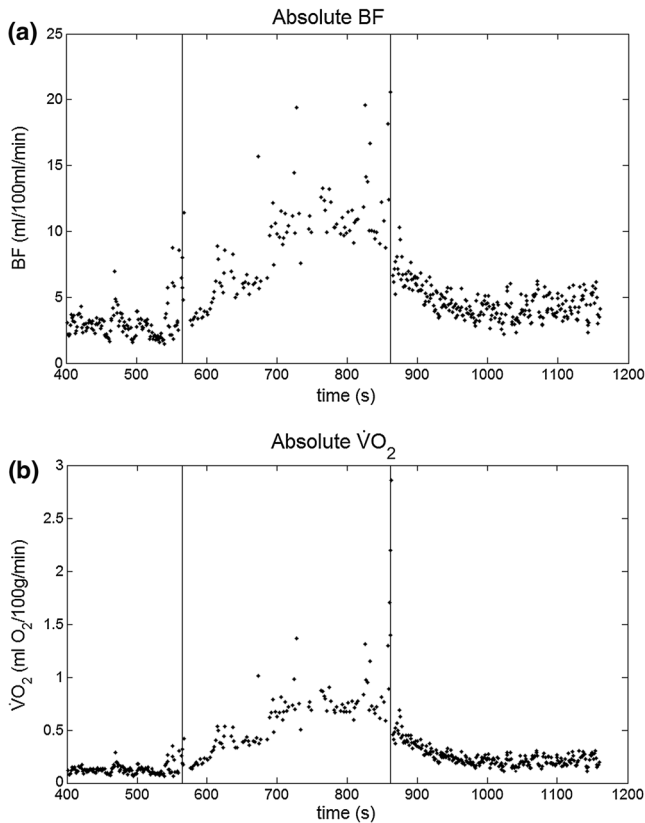 (a)
Absolute BF
BF (ml/100ml/min)
25
20
15
10
5
0
400 500 600 700 800 900 1000 1100 1200
time (s)
(b)
Absolute V̇O₂
V̇O₂ (ml O₂/100g/min)
3
2.5
2
1.5
1
0.5
0
400 500 600 700 800 900 1000 1100 1200
time (s)